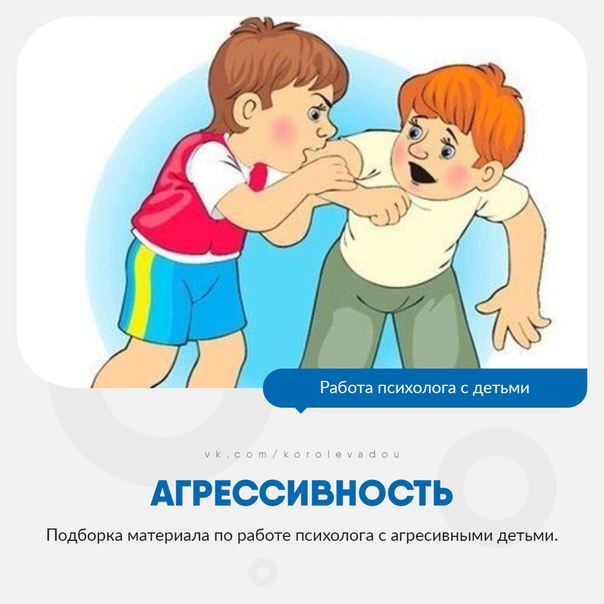 Работа психолога с детьми
vk.com/korolevadou
АГРЕССИВНОСТЬ
Подборка материала по работе психолога с агресивными детьми.